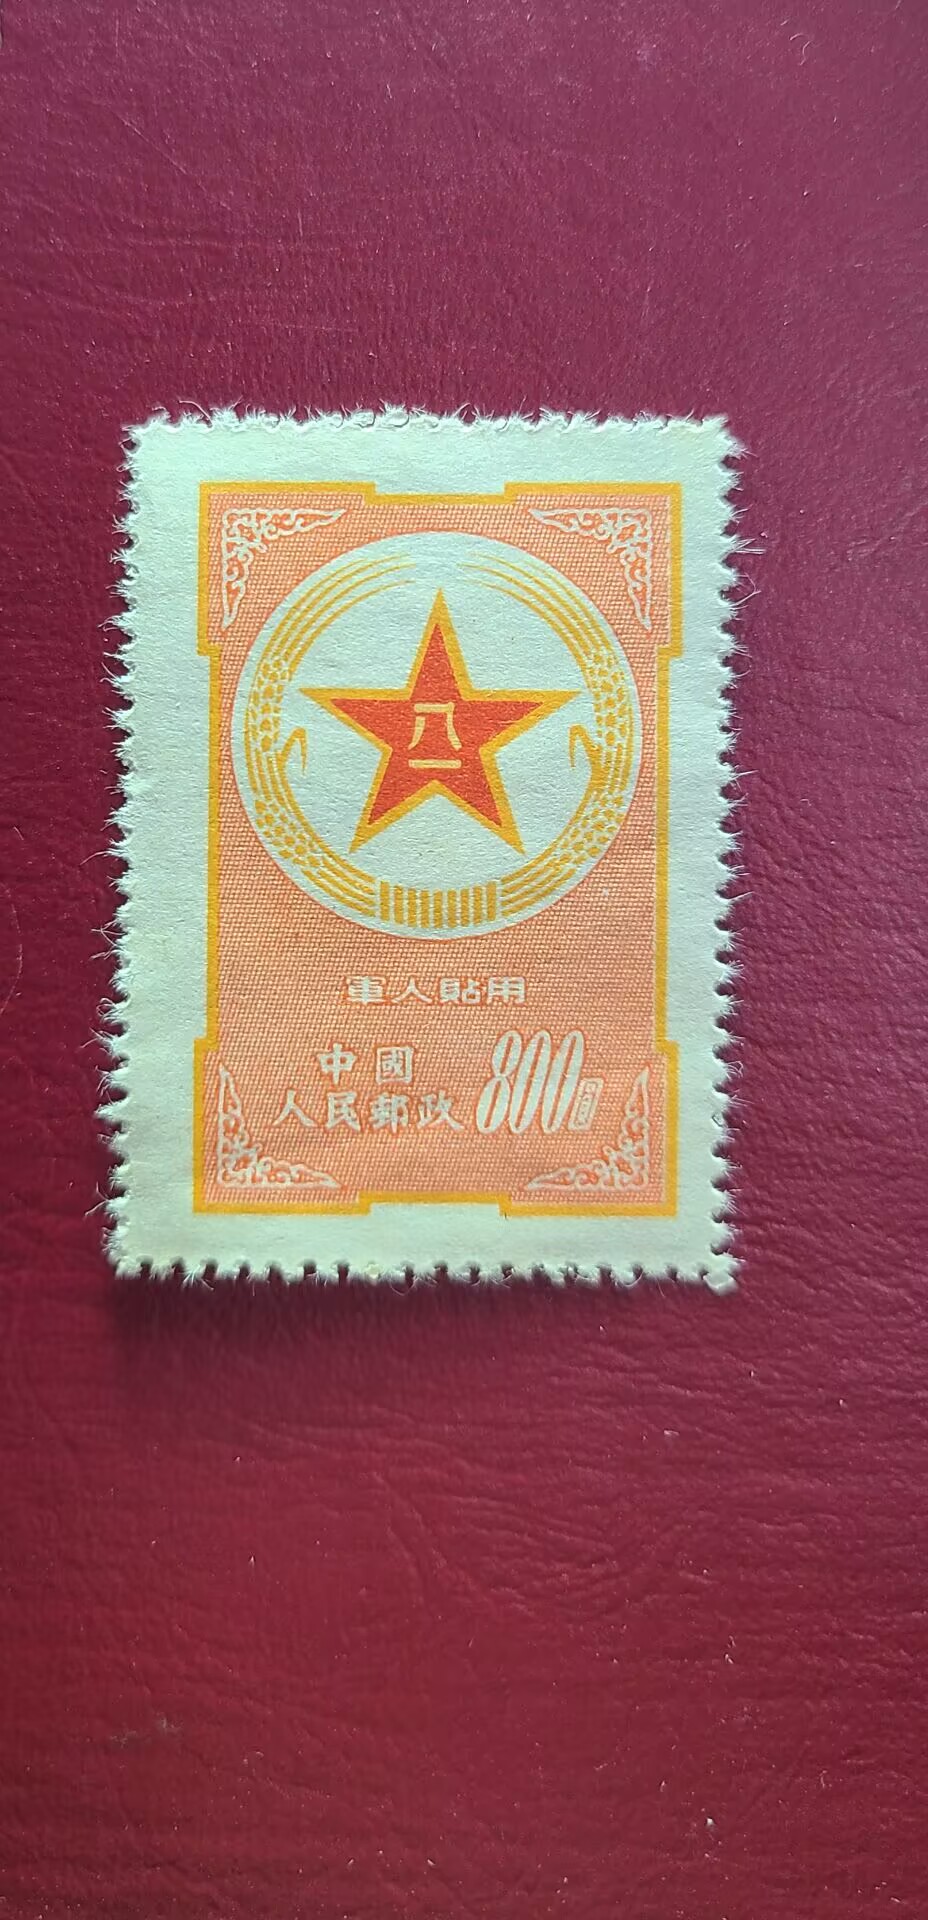 八
一
軍人貼用
中國
人民郵政 800圓